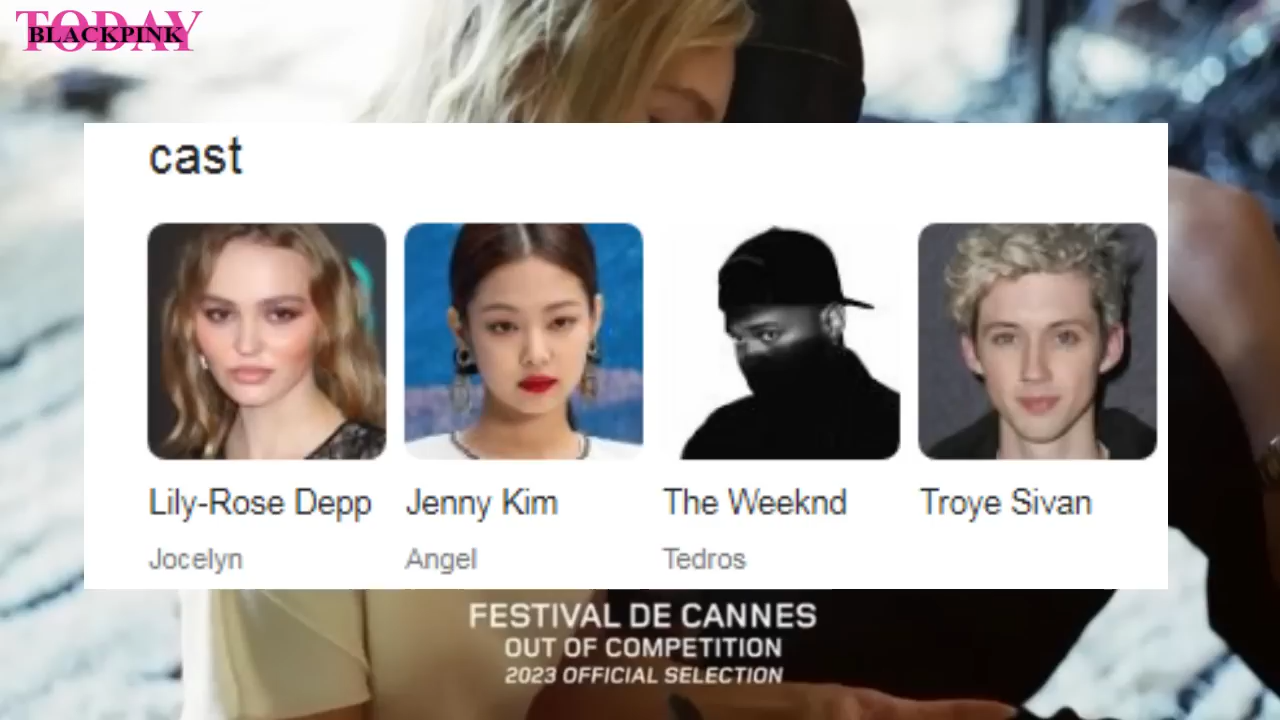 TODAY
BLACKPINK
cast
Lily-Rose Depp
Jenny Kim
The Weeknd
Troye Sivan
Jocelyn
Angel
Tedros
FESTIVAL DE CANNES
OUT OF COMPETITION
2023 OFFICIAL SELECTION